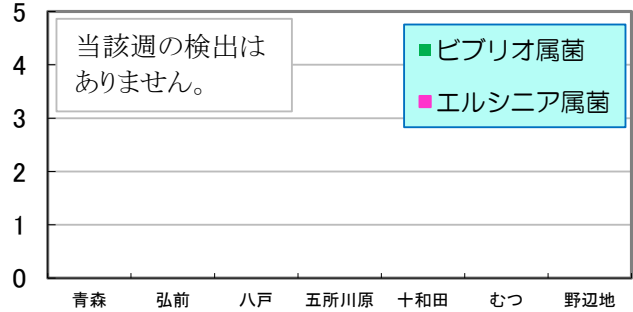 5
4
3
2
1
0
当該週の検出は
ありません。
■ビブリオ属菌
■エルシニア属菌
青森 弘前 八戸 五所川原 十和田 むつ 野辺地